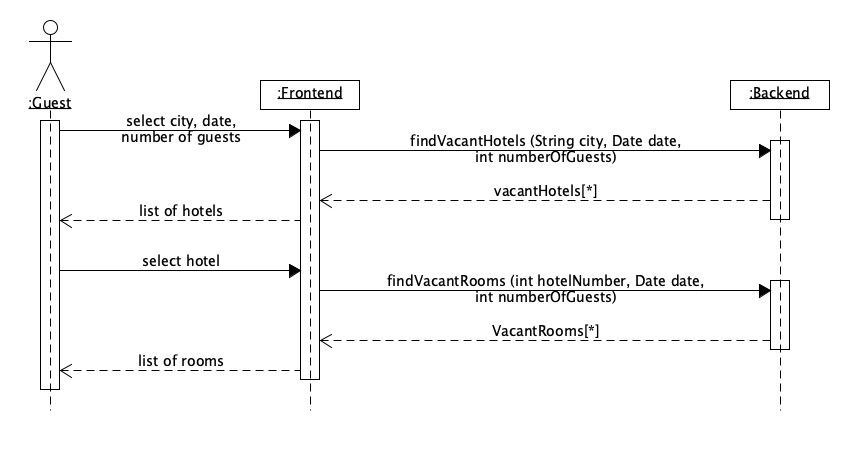 :Guest
:Frontend
:Backend
select city, date,
number of guests
findVacantHotels (String city, Date date,
int numberOfGuests)
vacantHotels[*]
list of hotels
select hotel
findVacantRooms (int hotelNumber, Date date,
int numberOfGuests)
VacantRooms[*]
list of rooms